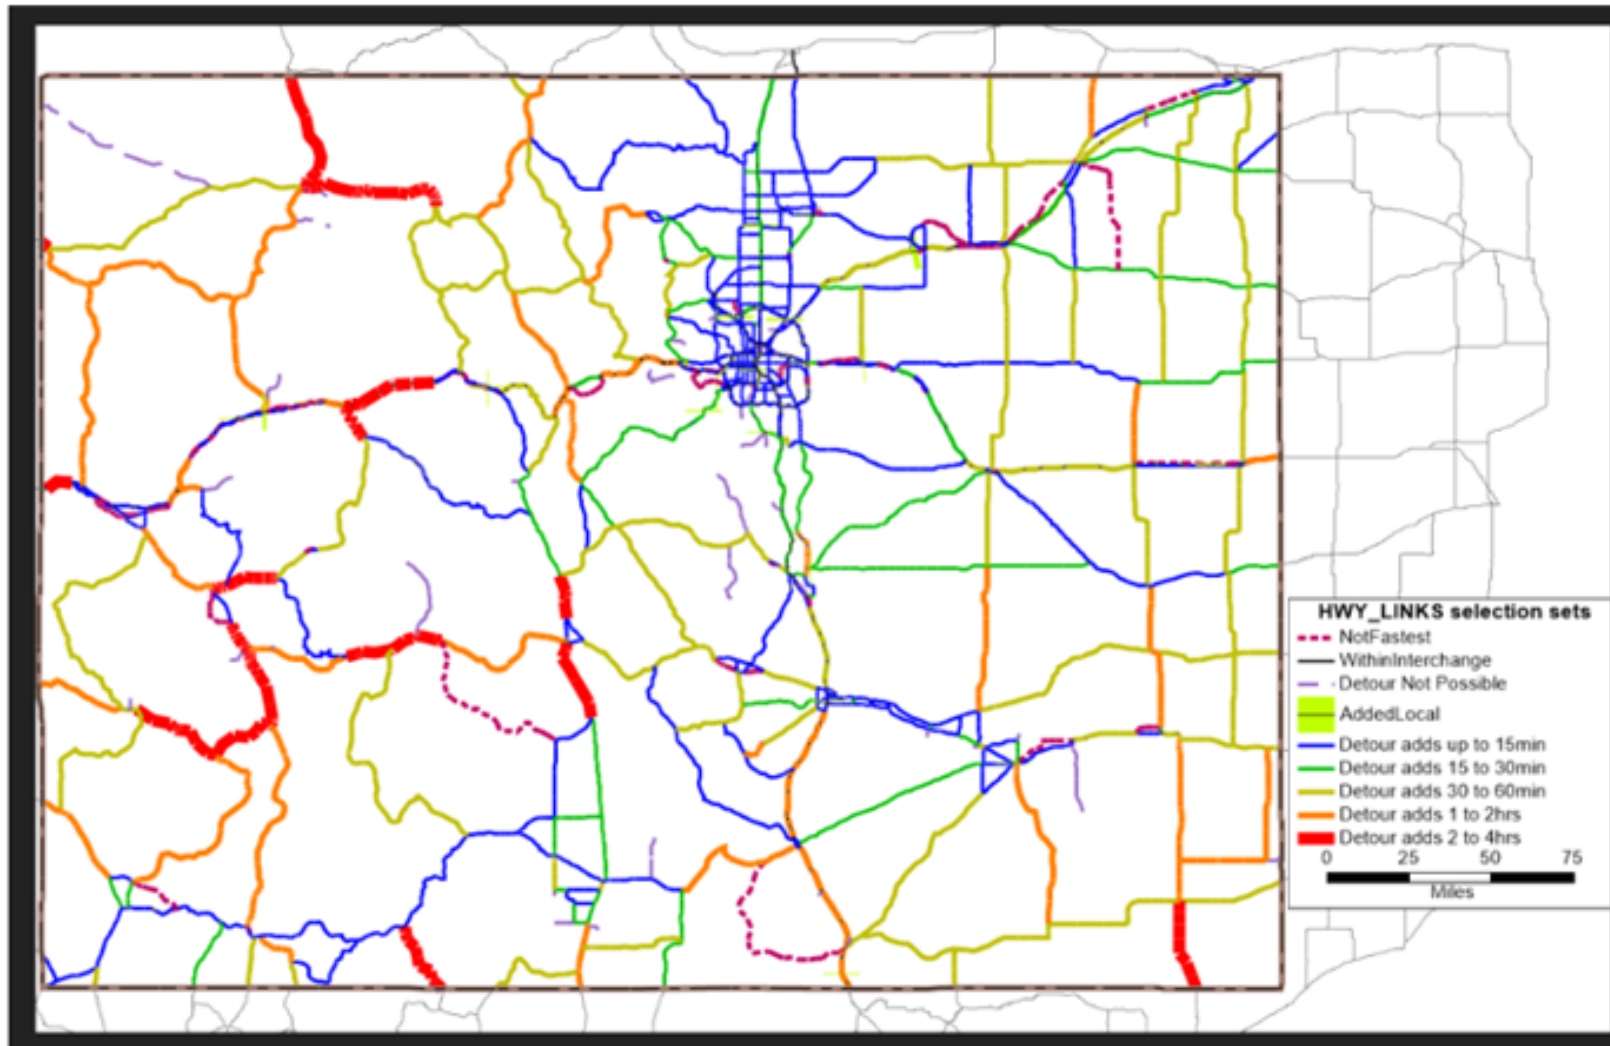 HWY_LINKS selection sets
NotFastest
WithinInterchange
Detour Not Possible
AddedLocal
Detour adds up to 15min
Detour adds 15 to 30min
Detour adds 30 to 60min
Detour adds 1 to 2hrs
Detour adds 2 to 4hrs
0 25 50 75
Miles